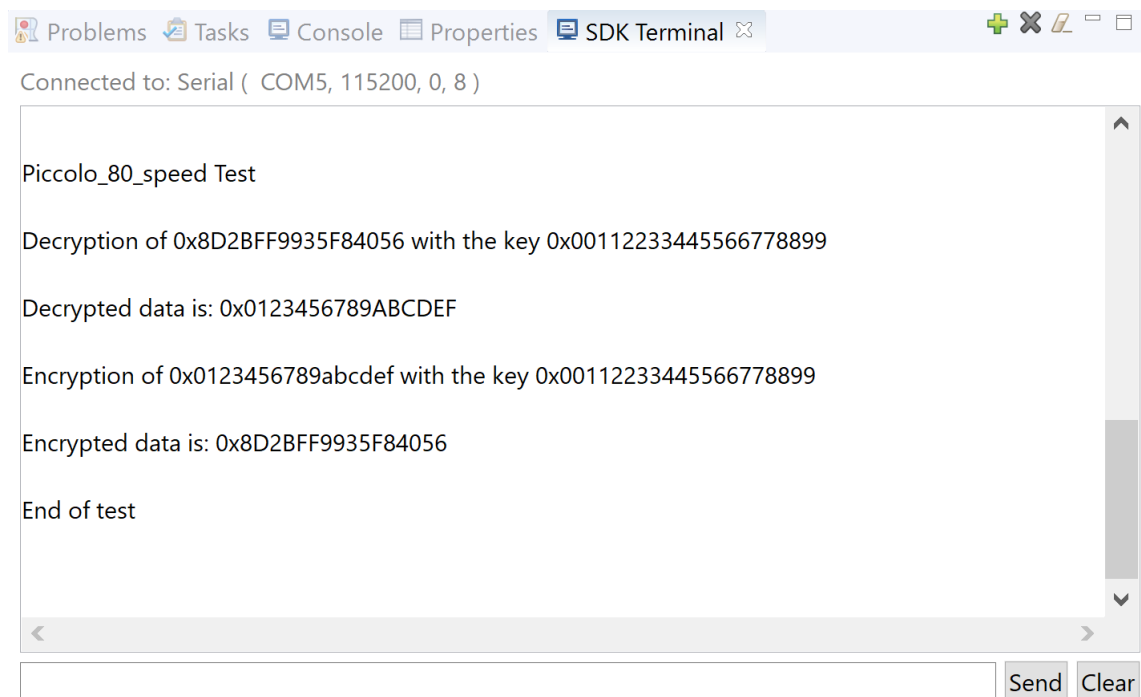 Problems Tasks Console Properties SDK Terminal
Connected to: Serial ( COM5, 115200, 0, 8 )
Piccolo_80_speed Test
Decryption of 0x8D2BFF9935F84056 with the key 0x00112233445566778899
Decrypted data is: 0x0123456789ABCDEF
Encryption of 0x0123456789abcdef with the key 0x00112233445566778899
Encrypted data is: 0x8D2BFF9935F84056
End of test
Send Clear